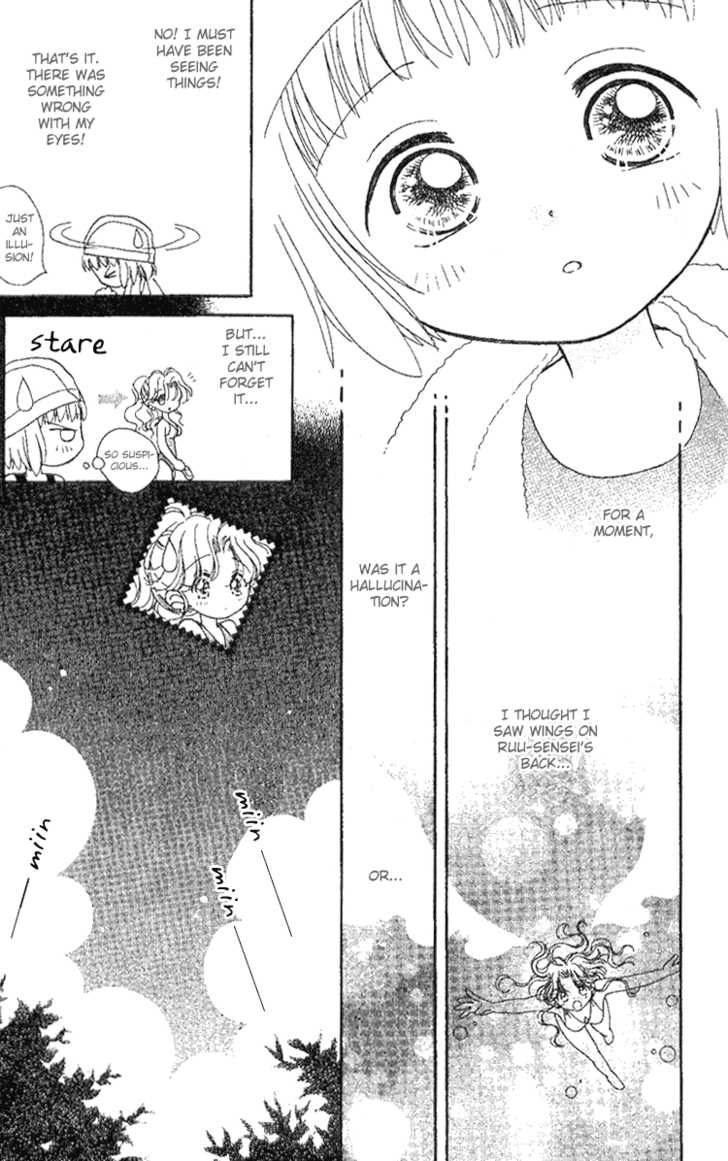 FOR A
MOMENT,
I THOUGHT I
SAW WINGS ON
RUU-SENSEI'S
BACK...
WAS IT A
HALLUCINA-
TION?
OR...
NO! I MUST
HAVE BEEN
SEEING
THINGS!
THAT'S IT.
THERE WAS
SOMETHING
WRONG
WITH MY
EYES!
JUST
AN
ILLU-
SION!
BUT...
I STILL
CAN'T
FORGET
IT...
stare
SO SUSPI-
CIOUS...
miin
miin
miin